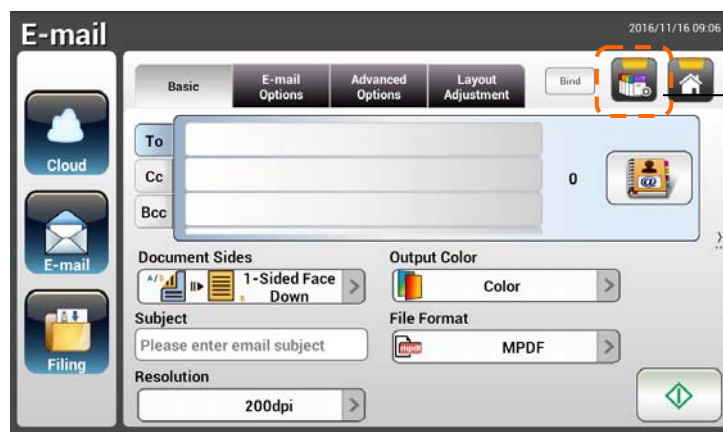 E-mail
2016/11/16 09:06
Basic
E-mail
Options
Advanced
Options
Layout
Adjustment
Bind
To
Cc
Bcc
0
Cloud
E-mail
Filing
Document Sides
1-Sided Face
Down
Output Color
Color
Subject
Please enter email subject
File Format
mpdf
MPDF
Resolution
200dpi